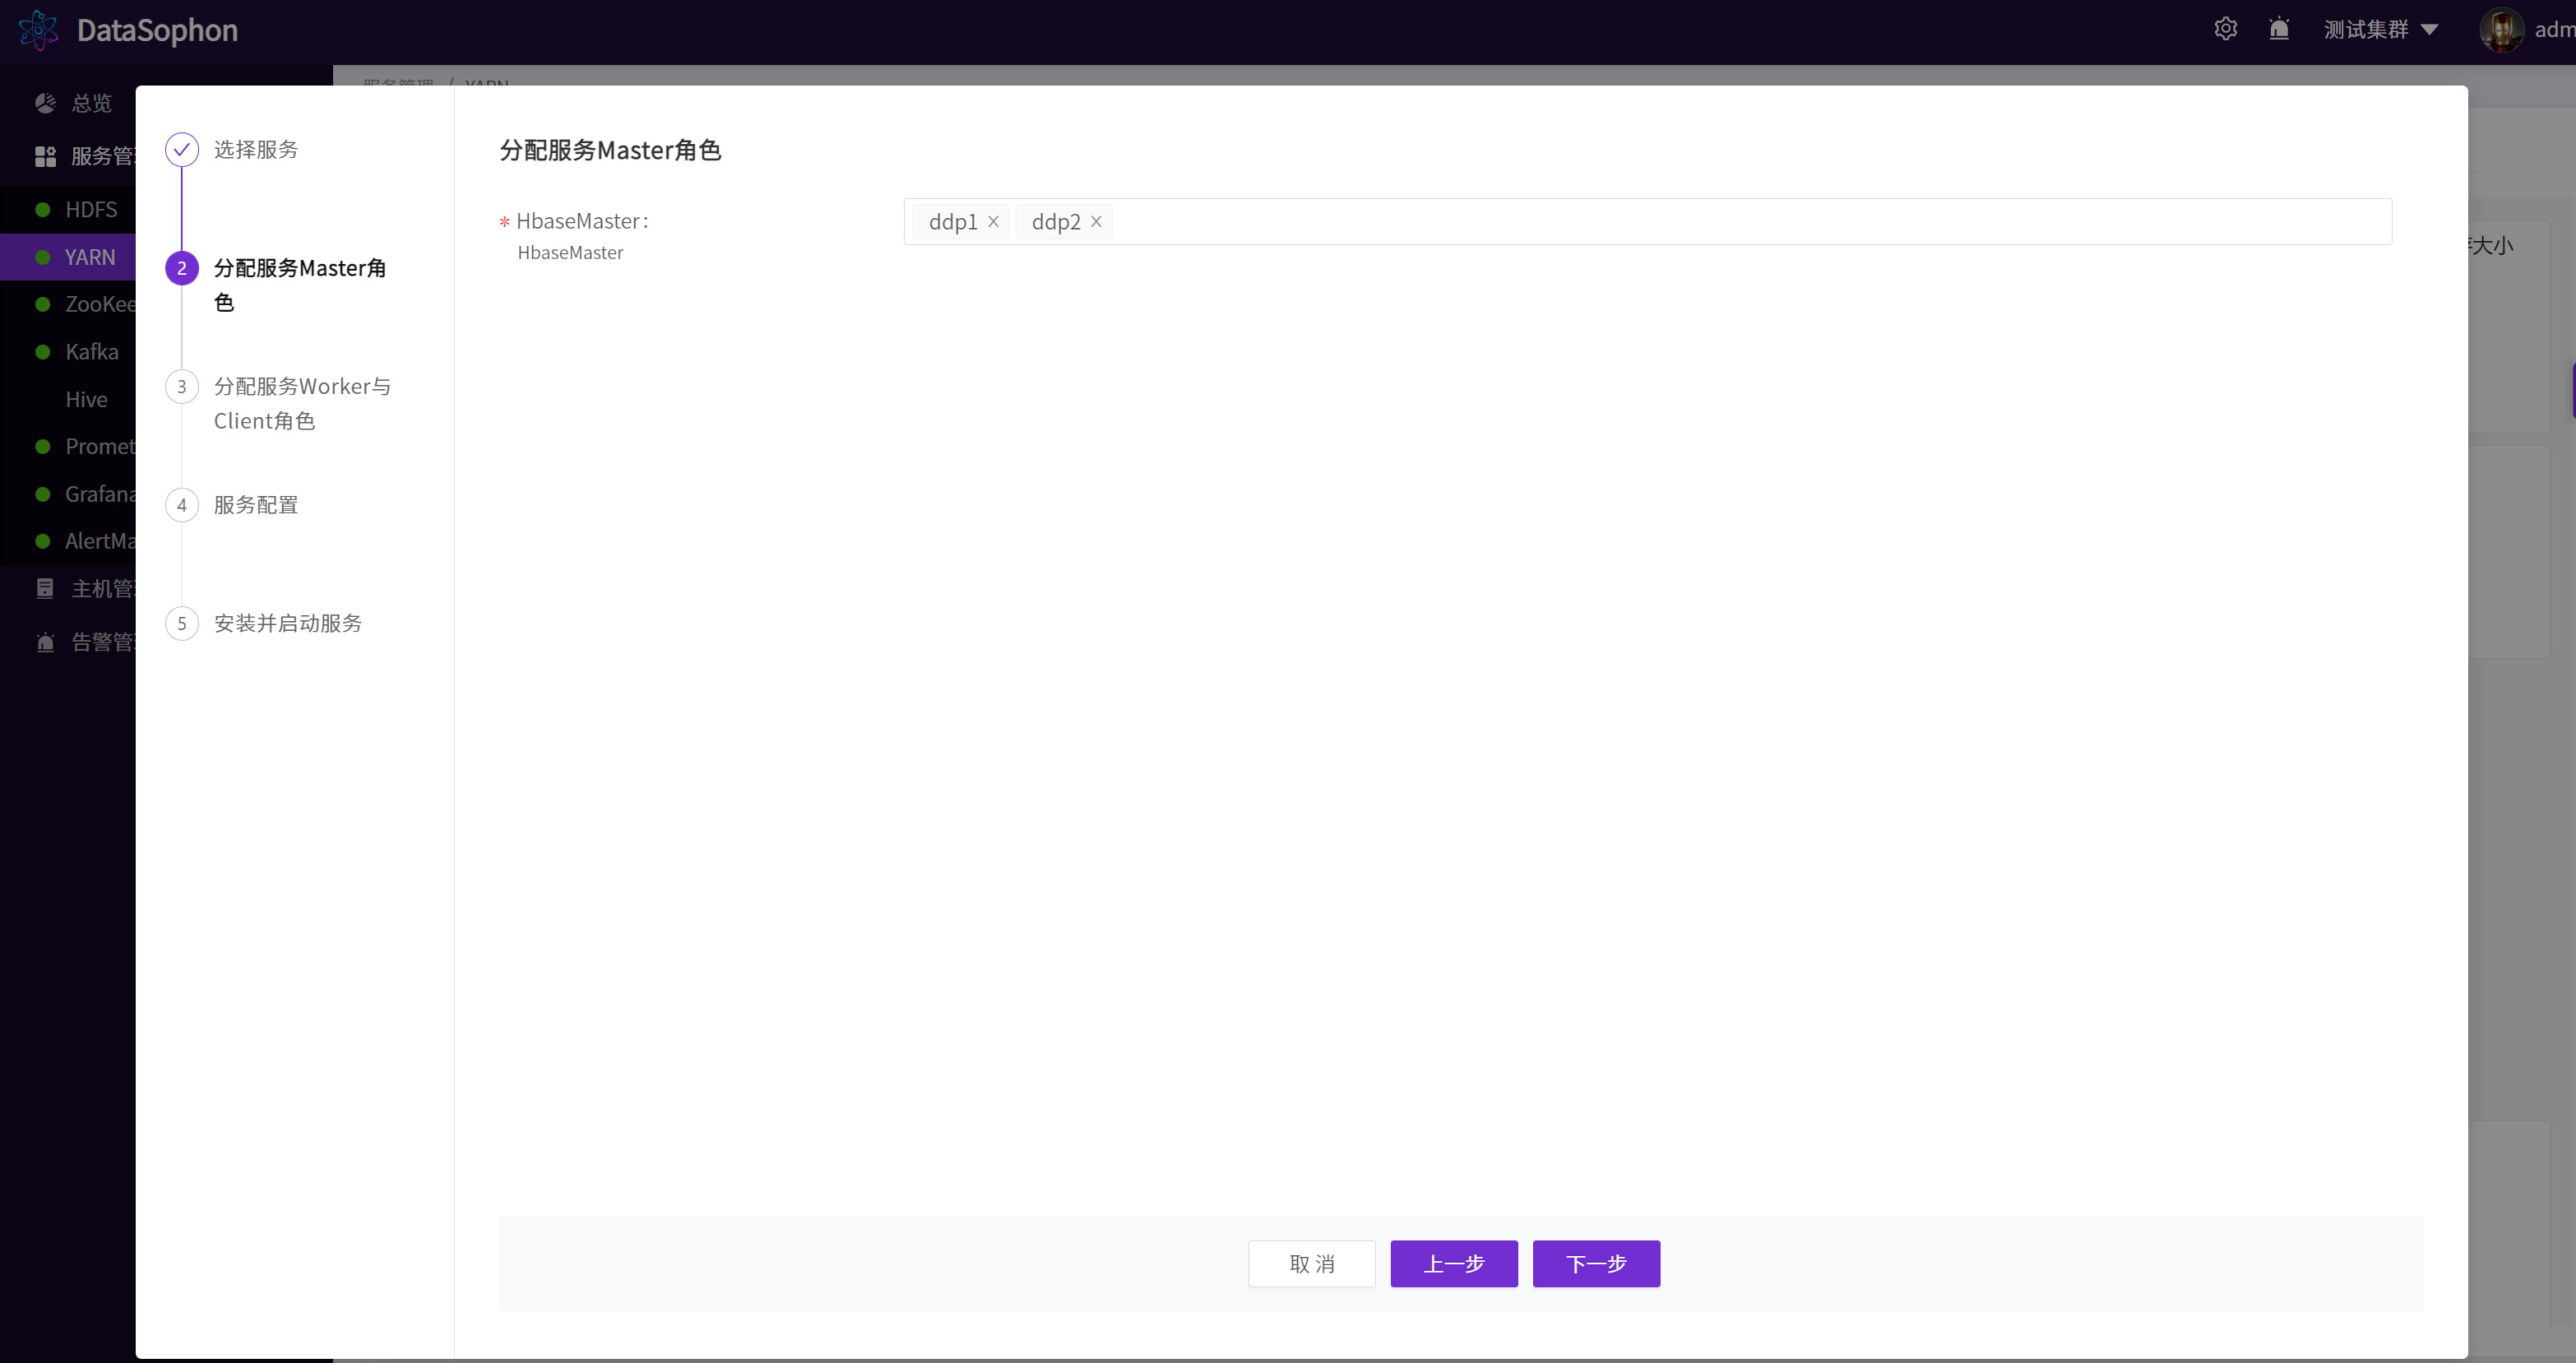 DataSophon
测试集群
adm
服务管理 / YARN
总览
服务管
HDFS
YARN
ZooKee
Kafka
Hive
Promet
Grafana
AlertMa
主机管
告警管
选择服务
2
分配服务Master角
色
3
分配服务Worker与
Client角色
4
服务配置
5
安装并启动服务
分配服务Master角色
* HbaseMaster:
HbaseMaster
ddp1
ddp2
大小
取 消
上一步
下一步